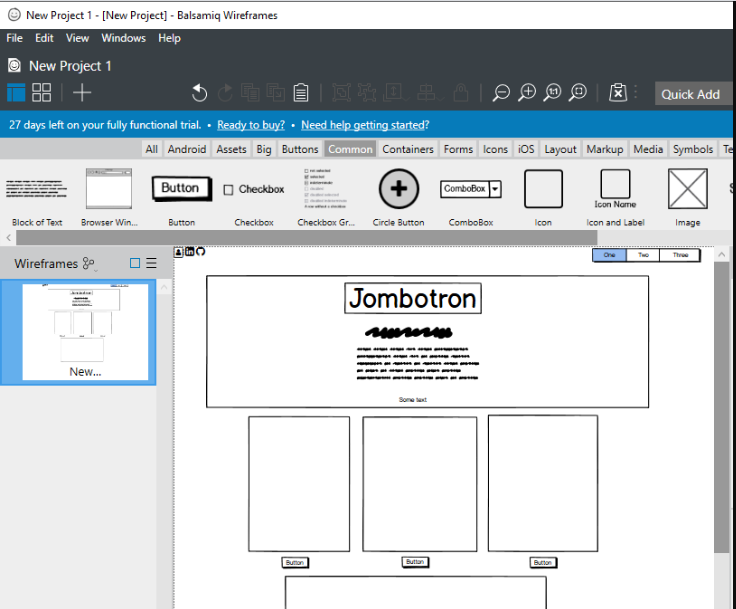 New Project 1 - [New Project] - Balsamiq Wireframes
File Edit View Windows Help
New Project 1
1:1
Quick Add
27 days left on your fully functional trial. • Ready to buy? • Need help getting started?
All Android Assets Big Buttons Common Containers Forms Icons iOS Layout Markup Media Symbols Te
Button
Checkbox
ComboBox
Icon Name
Block of Text Browser Win... Button Checkbox Checkbox Gr... Circle Button ComboBox Icon Icon and Label Image
Wireframes
New...
One Two Three
Jombotron
Some text
Button Button Button